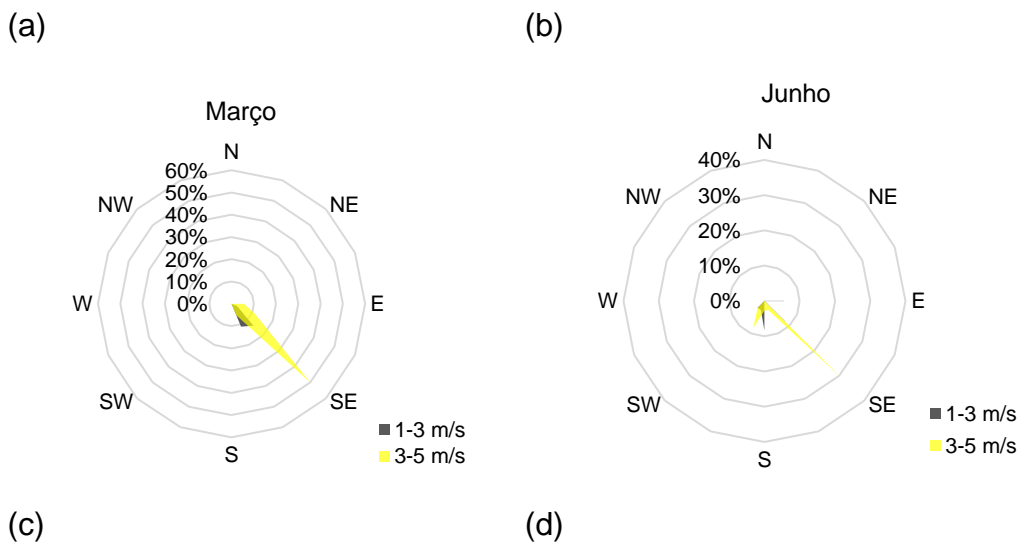 (a)
(b)
Março
N
60%
50%
40%
30%
20%
10%
0%
NW
NE
W
E
SW
SE
S
1-3 m/s
3-5 m/s
Junho
N
40%
30%
20%
10%
0%
NW
NE
W
E
SW
SE
S
1-3 m/s
3-5 m/s
(c)
(d)